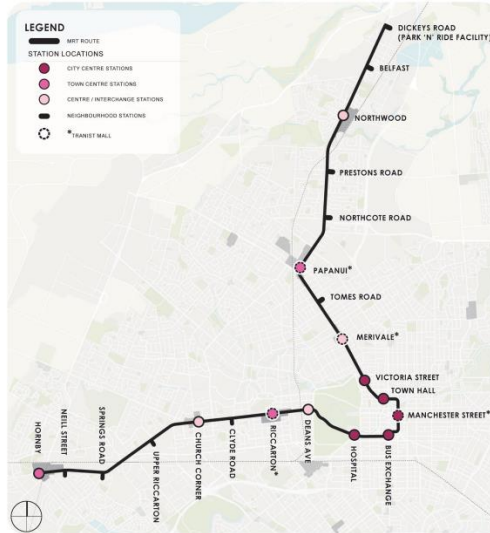 LEGEND
MRT ROUTE
STATION LOCATIONS
CITY CENTRE STATIONS
TOWN CENTRE STATIONS
CENTRE / INTERCHANGE STATIONS
NEIGHBOURHOOD STATIONS
*TRANIST MALL
DICKEYS ROAD
(PARK 'N' RIDE FACILITY)
BELFAST
NORTHWOOD
PRESTONS ROAD
NORTHCOTE ROAD
PAPANUI*
TOMES ROAD
MERIVALE*
VICTORIA STREET
TOWN HALL
MANCHESTER STREET*
HORNBY
NEILL STREET
SPRINGS ROAD
UPPER RICCARTON
CHURCH CORNER
CLYDE ROAD
RICCARTON*
DEANS AVE
HOSPITAL
BUS EXCHANGE